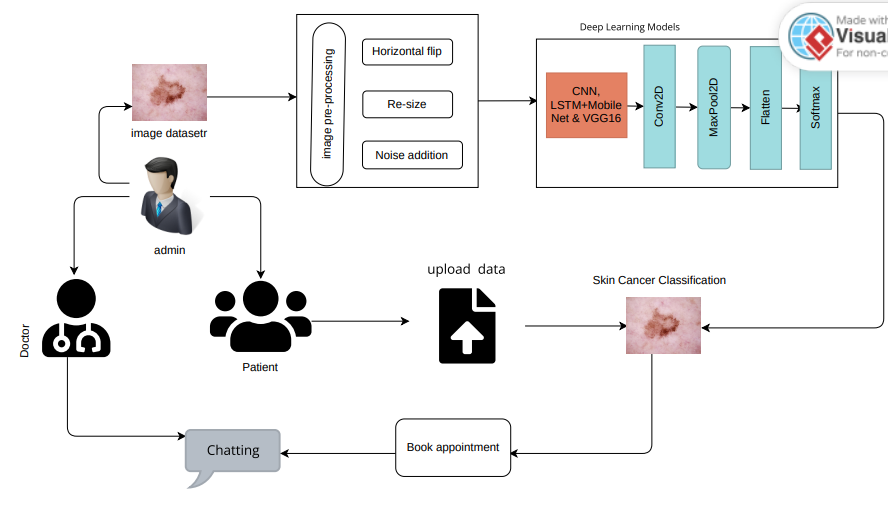 Deep Learning Models
Made with
Visual
For non-co
image pre-processing
Horizontal flip
Re-size
Noise addition
CNN,
LSTM+Mobile
Net & VGG16
Conv2D
MaxPool2D
Flatten
Softmax
image datasetr
admin
Doctor
Patient
upload data
Skin Cancer Classification
Chatting
Book appointment